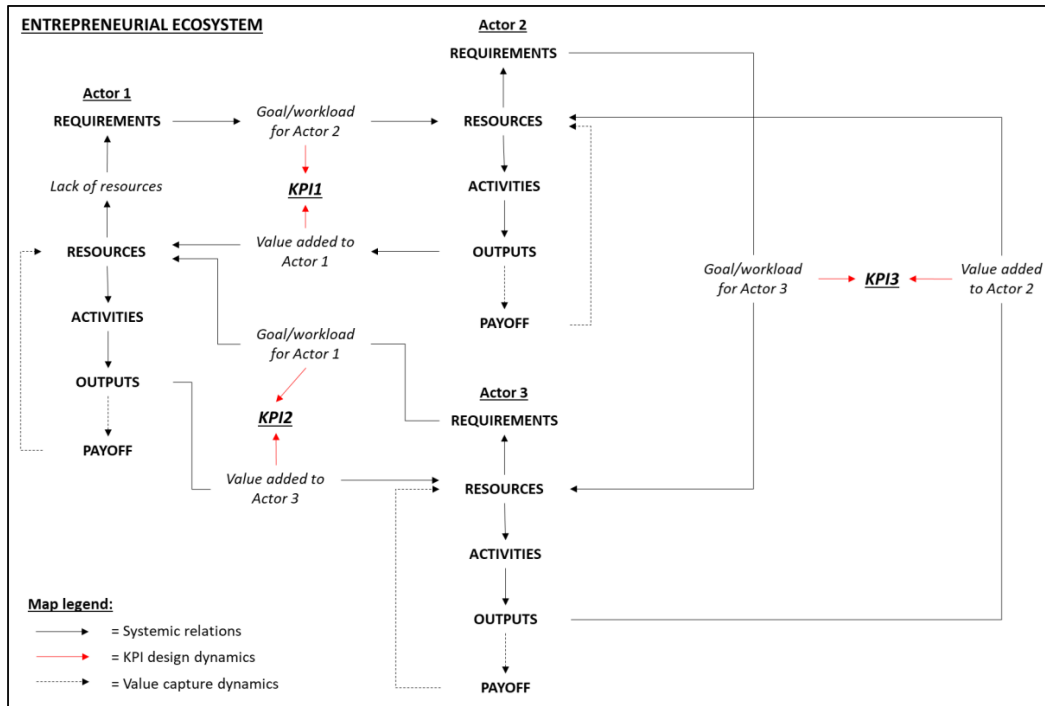 ENTREPRENEURIAL ECOSYSTEM
Actor 2
REQUIREMENTS
Actor 1
REQUIREMENTS
Goal/workload
for Actor 2
RESOURCES
Lack of resources
KPI1
ACTIVITIES
RESOURCES
Value added to
Actor 1
OUTPUTS
Goal/workload
for Actor 3
KPI3
Value added
to Actor 2
ACTIVITIES
Goal/workload
for Actor 1
PAYOFF
OUTPUTS
Actor 3
KPI2
REQUIREMENTS
PAYOFF
Value added to
Actor 3
RESOURCES
ACTIVITIES
OUTPUTS
PAYOFF
Map legend:
= Systemic relations
= KPI design dynamics
= Value capture dynamics